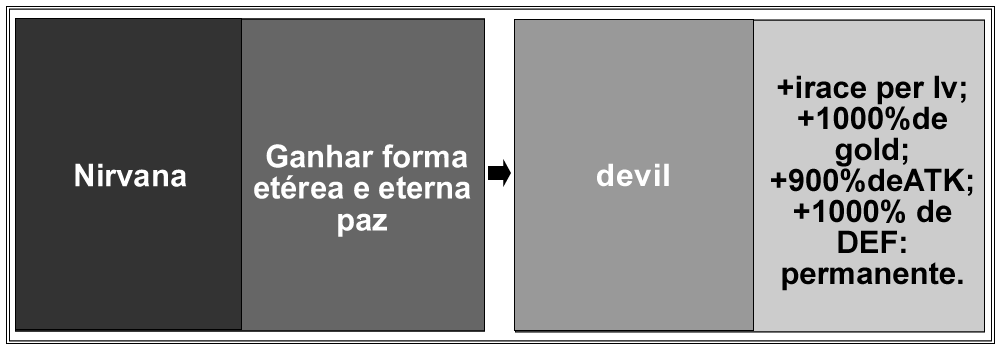 Nirvana
Ganhar forma
etérea e eterna
paz
devil
+irace per lv;
+1000%de
gold;
+900%deATK;
+1000% de
DEF:
permanente.